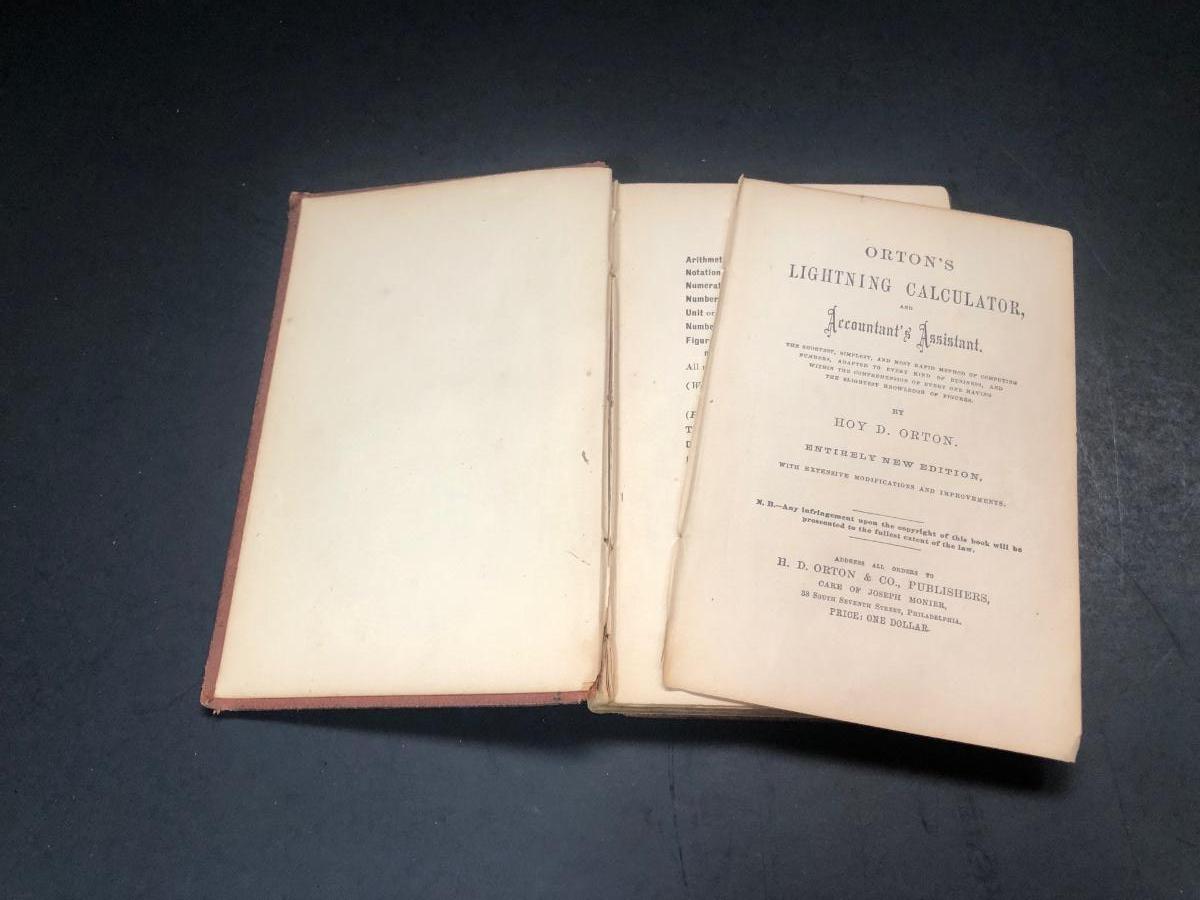 Arithmet
Notation
Numerat
Number
Unit or
Numbe
Figur
All
(W
(F
T
D
ORTON'S
LIGHTNING CALCULATOR,
AND
Accountant's Assistant.
THE SHORTEST, SIMPLEST, AND MOST RAPID METHOD OF COMPUTING
NUMBERS, ADAPTED TO EVERY KIND OF BUSINESS, AND
WITHIN THE COMPREHENSION OF EVERY ONE HAVING
THE SLIGHTEST KNOWLEDGE OF FIGURES.
BY
HOY D. ORTON.
ENTIRELY NEW EDITION,
WITH EXTENSIVE MODIFICATIONS AND IMPROVEMENTS.
N. B.—Any infringement upon the copyright of this book will be
prosecuted to the fullest extent of the law.
ADDRESS ALL ORDERS TO
H. D. ORTON & CO., PUBLISHERS,
CARE OF JOSEPH MONIER,
38 SOUTH SEVENTH STREET, PHILADELPHIA.
PRICE: ONE DOLLAR.